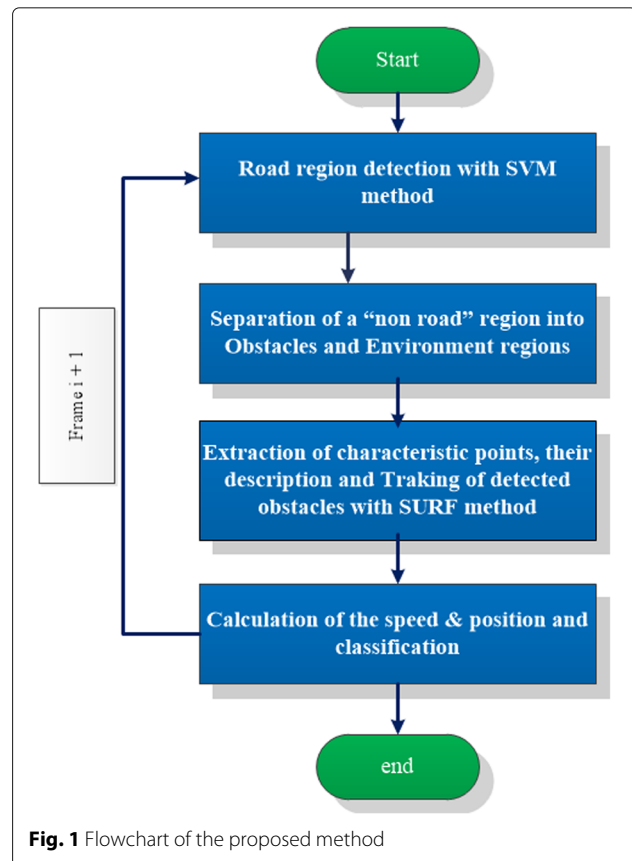 Start
Road region detection with SVM
method
Separation of a “non road” region into
Obstacles and Environment regions
Frame i + 1
Extraction of characteristic points, their
description and Traking of detected
obstacles with SURF method
Calculation of the speed & position and
classification
end
Fig. 1 Flowchart of the proposed method